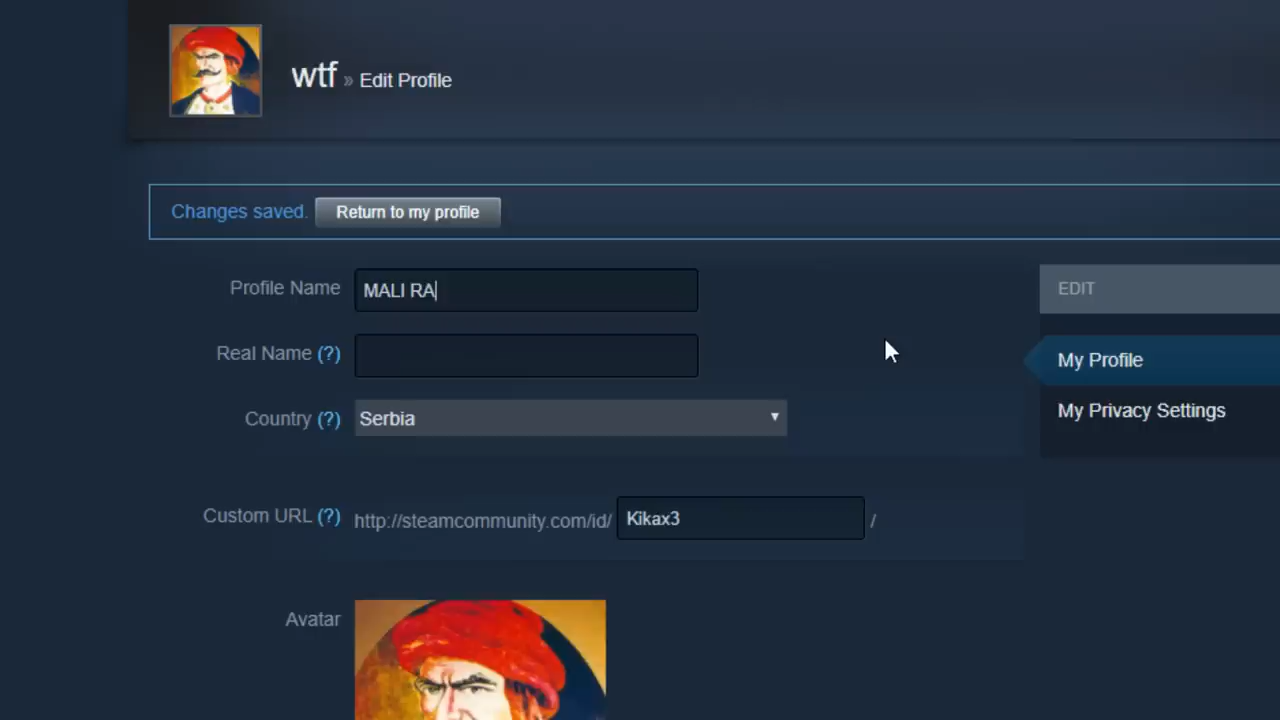 wtf » Edit Profile
Changes saved. Return to my profile
Profile Name MALI RA
EDIT
Real Name (?)
My Profile
Country (?) Serbia
My Privacy Settings
Custom URL (?) http://steamcommunity.com/id/ Kikax3 /
Avatar